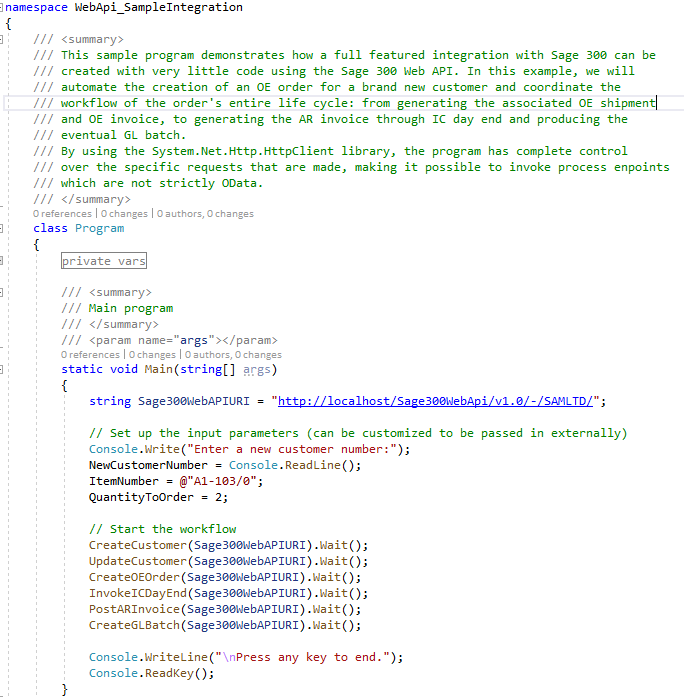 namespace WebApi_SampleIntegration
{
/// <summary>
/// This sample program demonstrates how a full featured integration with Sage 300 can be
/// created with very little code using the Sage 300 Web API. In this example, we will
/// automate the creation of an OE order for a brand new customer and coordinate the
/// workflow of the order's entire life cycle: from generating the associated OE shipment
/// and OE invoice, to generating the AR invoice through IC day end and producing the
/// eventual GL batch.
/// By using the System.Net.Http.HttpClient library, the program has complete control
/// over the specific requests that are made, making it possible to invoke process enpoints
/// which are not strictly OData.
/// </summary>
0 references | 0 changes | 0 authors, 0 changes
class Program
{
private vars
/// <summary>
/// Main program
/// </summary>
/// <param name="args"></param>
0 references | 0 changes | 0 authors, 0 changes
static void Main(string[] args)
{
string Sage300WebAPIURI = "http://localhost/Sage300WebApi/v1.0/-/SAMLTD/";
// Set up the input parameters (can be customized to be passed in externally)
Console.Write("Enter a new customer number:");
NewCustomerNumber = Console.ReadLine();
ItemNumber = @"A1-103/0";
QuantityToOrder = 2;
// Start the workflow
CreateCustomer(Sage300WebAPIURI).Wait();
UpdateCustomer(Sage300WebAPIURI).Wait();
CreateOEOrder(Sage300WebAPIURI).Wait();
InvokeICDayEnd(Sage300WebAPIURI).Wait();
PostARInvoice(Sage300WebAPIURI).Wait();
CreateGLBatch(Sage300WebAPIURI).Wait();
Console.WriteLine("\nPress any key to end.");
Console.ReadKey();
}